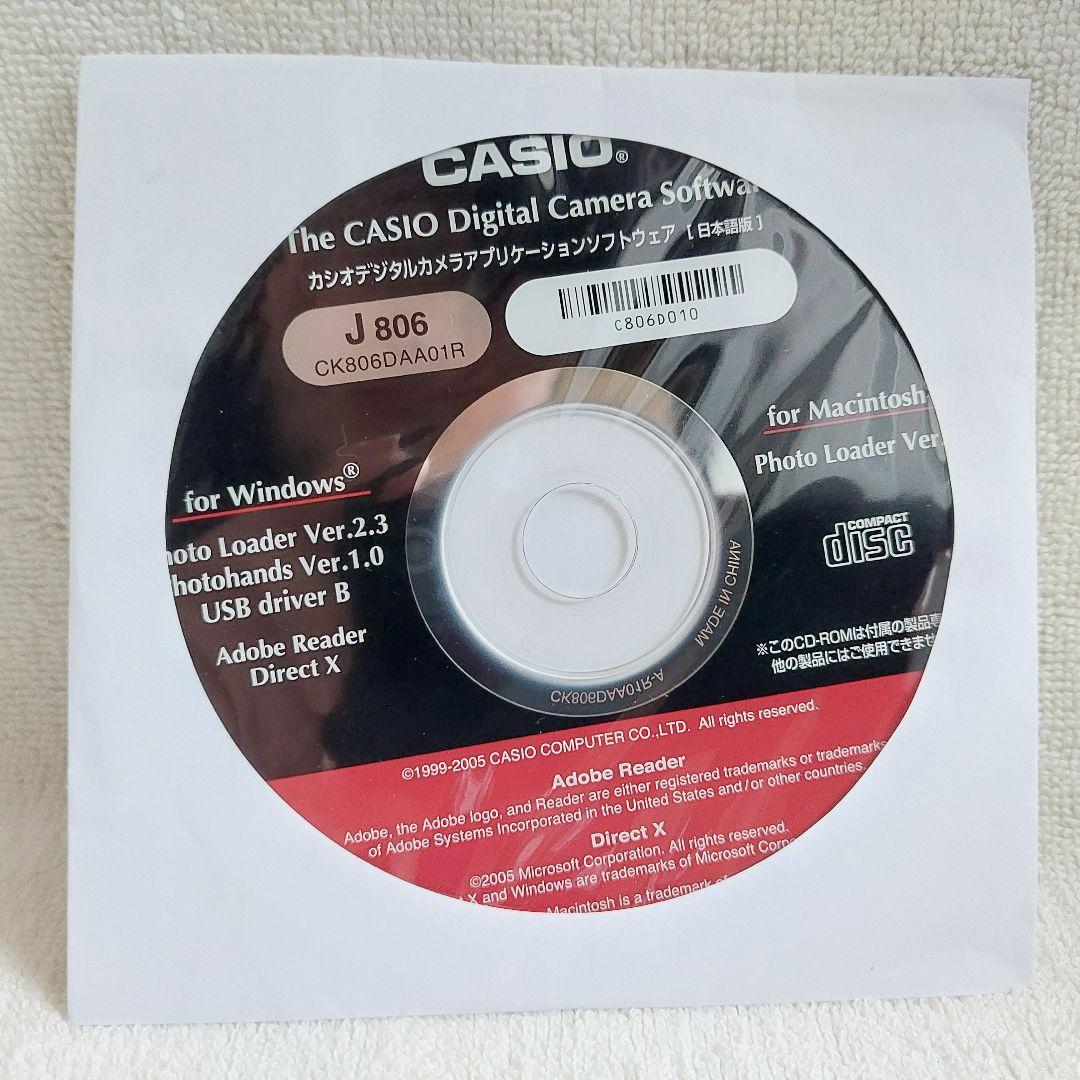 CASIO®
The CASIO Digital Camera Softwar
カシオデジタルカメラアプリケーションソフトウェア [日本語版]
J 806
CK806DAA01R
C806D010
for Windows®
hoto Loader Ver.2.3
hotohands Ver.1.0
USB driver B
Adobe Reader
Direct X
for Macintosh
Photo Loader Ver.
COMPACT
disc
※このCD-ROMは付属の製品専
他の製品にはご使用できませ
MADE IN CHINA
CK806DAA01R-A
©1999-2005 CASIO COMPUTER CO.,LTD. All rights reserved.
Adobe Reader
Adobe, the Adobe logo, and Reader are either registered trademarks or trademarks
of Adobe Systems Incorporated in the United States and/or other countries.
Direct X
©2005 Microsoft Corporation. All rights reserved.
X and Windows are trademarks of Microsoft Corp
Macintosh is a trademark of